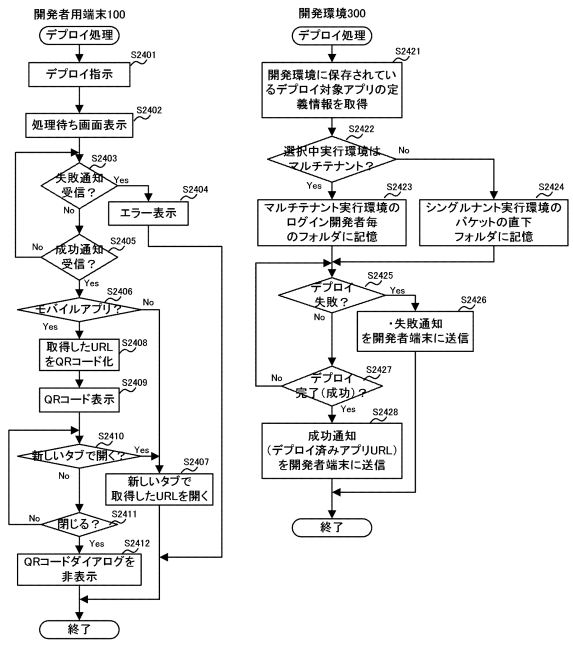 開発者用端末100
デプロイ処理
S2401
デプロイ指示
S2402
処理待ち画面表示
S2403
失敗通知
受信？
Yes
No
S2404
エラー表示
S2405
成功通知
受信？
No
Yes
S2406
モバイルアプリ？
No
Yes
S2408
取得したURL
をQRコード化
S2409
QRコード表示
S2410
新しいタブで開く？
Yes
No
S2407
新しいタブで
取得したURLを開く
S2411
閉じる？
No
Yes
S2412
QRコードダイアログを
非表示
終了
開発環境300
デプロイ処理
S2421
開発環境に保存されてい
るデプロイ対象アプリの定
義情報を取得
S2422
選択中実行環境は
マルチテナント？
No
Yes
S2423
マルチテナント実行環境の
ログイン開発者毎
のフォルダに記憶
S2424
シングルナント実行環境の
バケットの直下
フォルダに記憶
S2425
デプロイ
失敗？
Yes
No
S2426
・失敗通知
を開発者端末に送信
S2427
デプロイ
完了(成功)？
No
Yes
S2428
成功通知
(デプロイ済みアプリURL)
を開発者端末に送信
終了